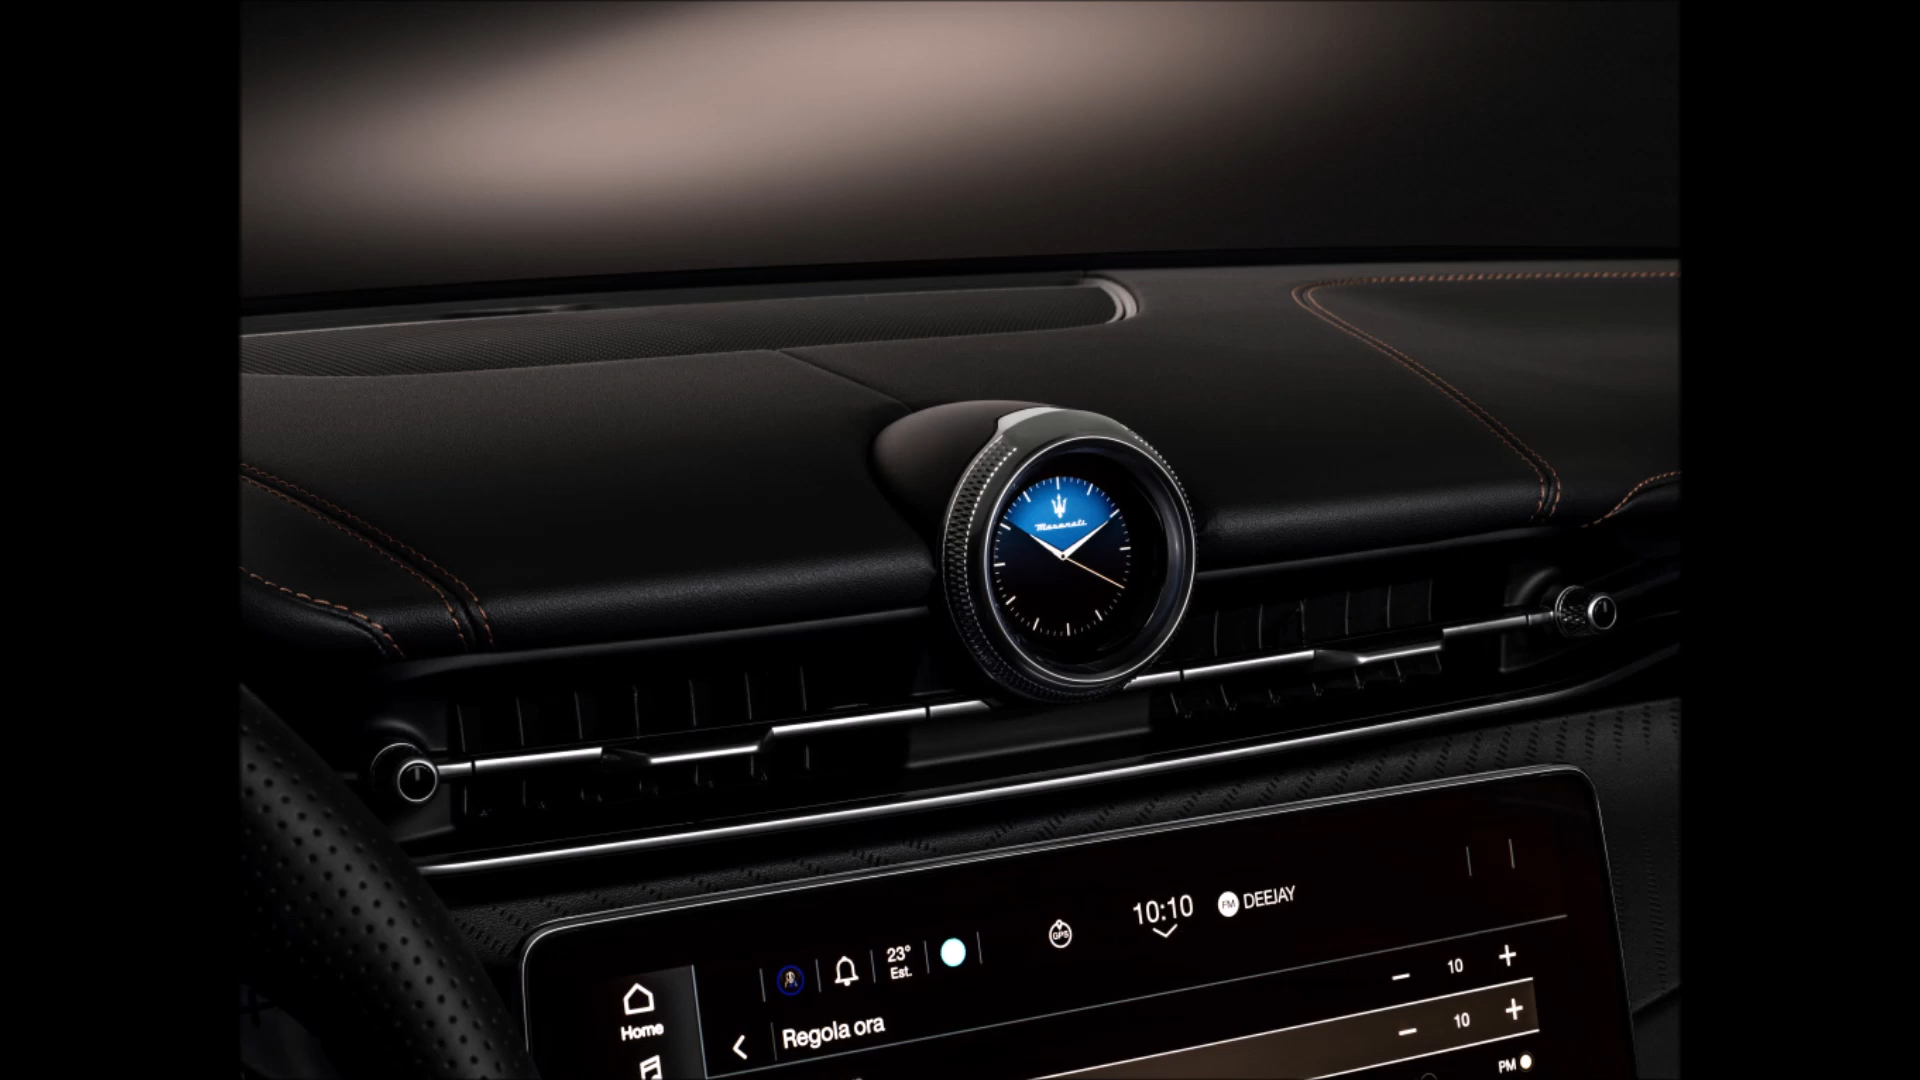 Maserati
10:10
FM DEEJAY
GPS
23°
Est.
10
Home
Regola ora
10
PM